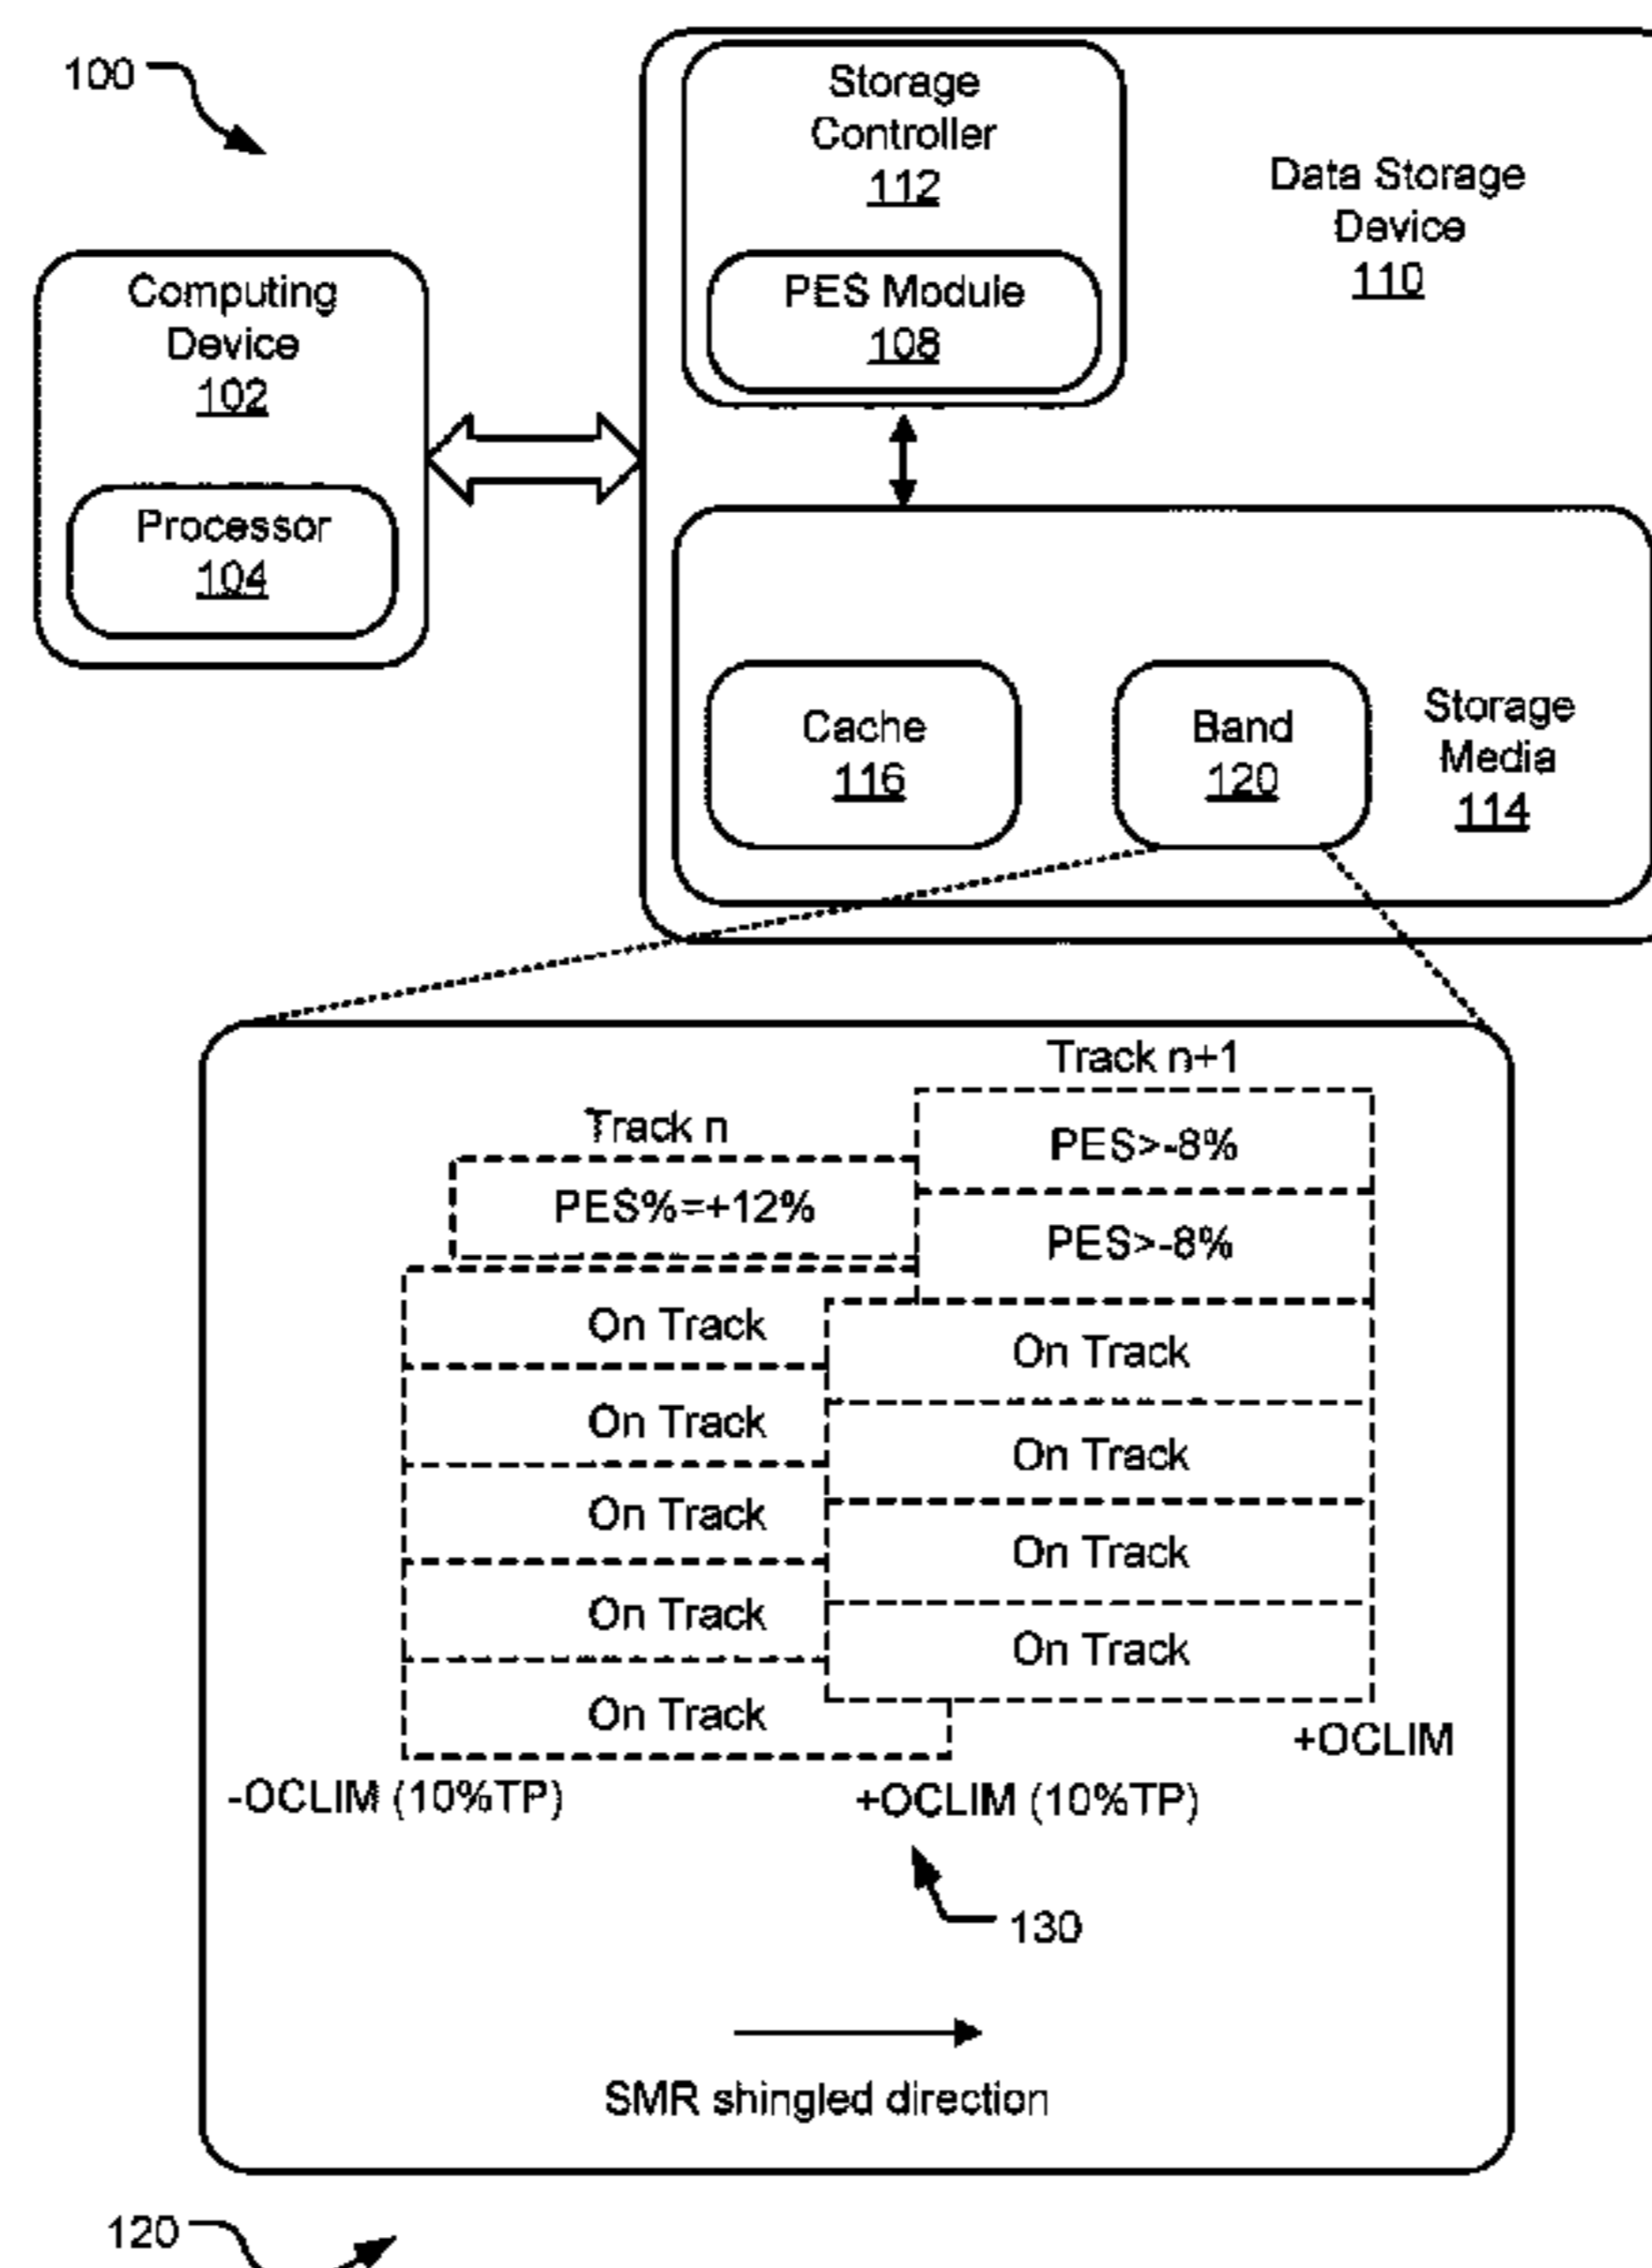 100
Storage
Controller
112
PES Module
108
Data Storage
Device
110
Computing
Device
102
Processor
104
Cache
116
Band
120
Storage
Media
114
Track n+1
PES>-8%
PES>-8%
Track n
PES%=+12%
On Track
On Track
On Track
On Track
On Track
On Track
On Track
On Track
On Track
+OCLIM
-OCLIM (10%TP)
+OCLIM (10%TP)
130
SMR shingled direction
120